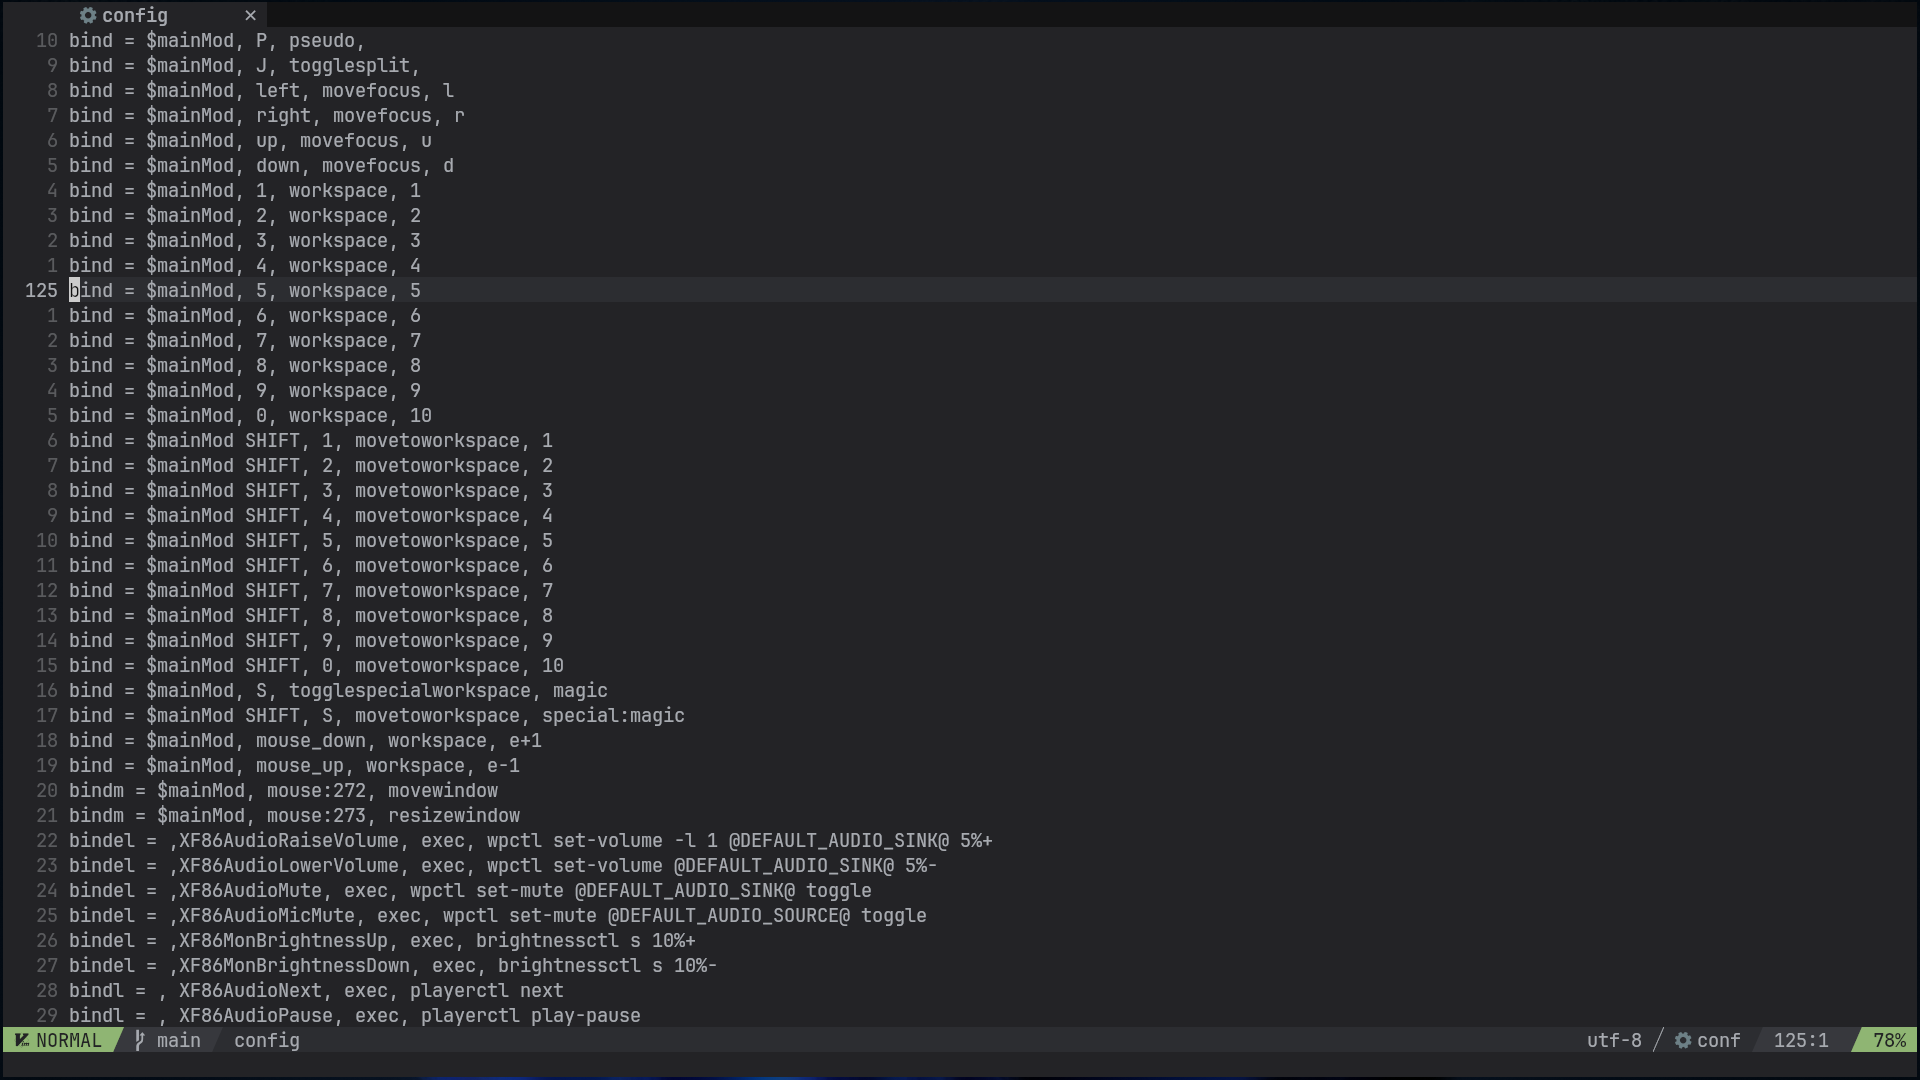 config ✕
10 bind = $mainMod, P, pseudo,
9 bind = $mainMod, J, togglesplit,
8 bind = $mainMod, left, movefocus, l
7 bind = $mainMod, right, movefocus, r
6 bind = $mainMod, up, movefocus, u
5 bind = $mainMod, down, movefocus, d
4 bind = $mainMod, 1, workspace, 1
3 bind = $mainMod, 2, workspace, 2
2 bind = $mainMod, 3, workspace, 3
1 bind = $mainMod, 4, workspace, 4
125 bind = $mainMod, 5, workspace, 5
1 bind = $mainMod, 6, workspace, 6
2 bind = $mainMod, 7, workspace, 7
3 bind = $mainMod, 8, workspace, 8
4 bind = $mainMod, 9, workspace, 9
5 bind = $mainMod, 0, workspace, 10
6 bind = $mainMod SHIFT, 1, movetoworkspace, 1
7 bind = $mainMod SHIFT, 2, movetoworkspace, 2
8 bind = $mainMod SHIFT, 3, movetoworkspace, 3
9 bind = $mainMod SHIFT, 4, movetoworkspace, 4
10 bind = $mainMod SHIFT, 5, movetoworkspace, 5
11 bind = $mainMod SHIFT, 6, movetoworkspace, 6
12 bind = $mainMod SHIFT, 7, movetoworkspace, 7
13 bind = $mainMod SHIFT, 8, movetoworkspace, 8
14 bind = $mainMod SHIFT, 9, movetoworkspace, 9
15 bind = $mainMod SHIFT, 0, movetoworkspace, 10
16 bind = $mainMod, S, togglespecialworkspace, magic
17 bind = $mainMod SHIFT, S, movetoworkspace, special:magic
18 bind = $mainMod, mouse_down, workspace, e+1
19 bind = $mainMod, mouse_up, workspace, e-1
20 bindm = $mainMod, mouse:272, movewindow
21 bindm = $mainMod, mouse:273, resizewindow
22 bindel = ,XF86AudioRaiseVolume, exec, wpctl set-volume -l 1 @DEFAULT_AUDIO_SINK@ 5%+
23 bindel = ,XF86AudioLowerVolume, exec, wpctl set-volume @DEFAULT_AUDIO_SINK@ 5%-
24 bindel = ,XF86AudioMute, exec, wpctl set-mute @DEFAULT_AUDIO_SINK@ toggle
25 bindel = ,XF86AudioMicMute, exec, wpctl set-mute @DEFAULT_AUDIO_SOURCE@ toggle
26 bindel = ,XF86MonBrightnessUp, exec, brightnessctl s 10%+
27 bindel = ,XF86MonBrightnessDown, exec, brightnessctl s 10%-
28 bindl = , XF86AudioNext, exec, playerctl next
29 bindl = , XF86AudioPause, exec, playerctl play-pause
NORMAL main config utf-8 conf 125:1 78%